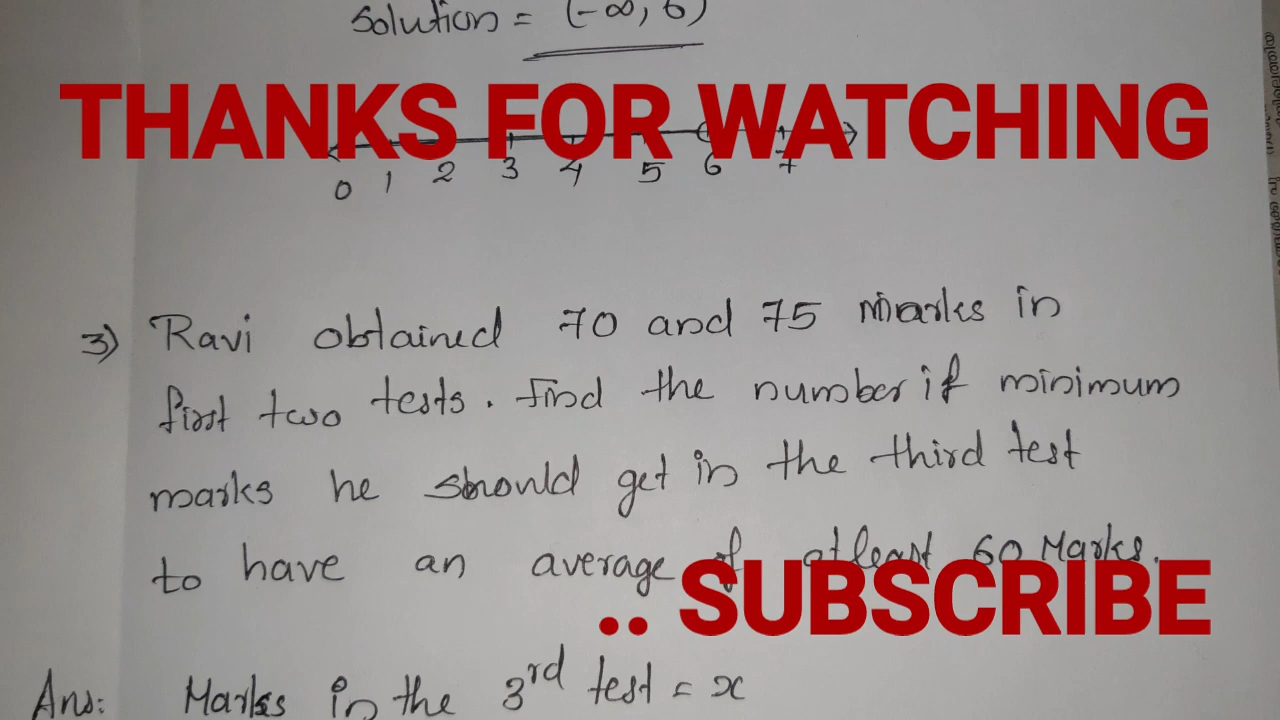 Solution = (-∞, 6)
THANKS FOR WATCHING
0 1 2 3 4 5 6 7
3) Ravi obtained 70 and 75 marks in
first two tests. find the number if minimum
marks he should get in the third test
to have an average of atleast 60 Marks.
.. SUBSCRIBE
Ans: Marks in the 3rd test = x